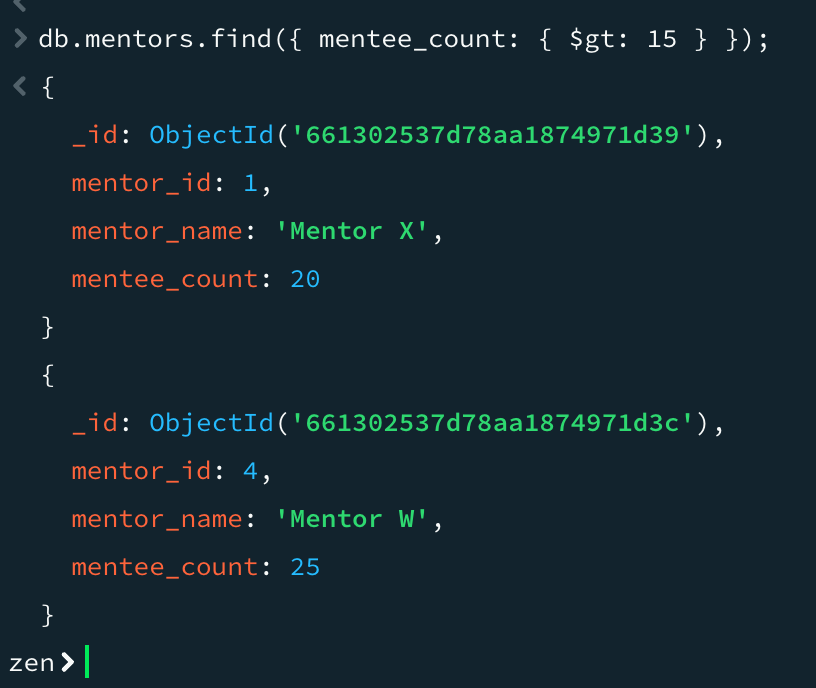 > db.mentors.find({ mentee_count: { $gt: 15 } });
< {
_id: ObjectId('661302537d78aa1874971d39'),
mentor_id: 1,
mentor_name: 'Mentor X',
mentee_count: 20
}
{
_id: ObjectId('661302537d78aa1874971d3c'),
mentor_id: 4,
mentor_name: 'Mentor W',
mentee_count: 25
}
zen>